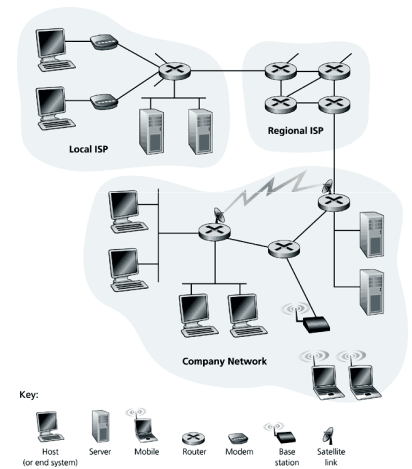 Local ISP
Regional ISP
Company Network
Key:
Host
(or end system)
Server
Mobile
Router
Modem
Base
station
Satellite
link